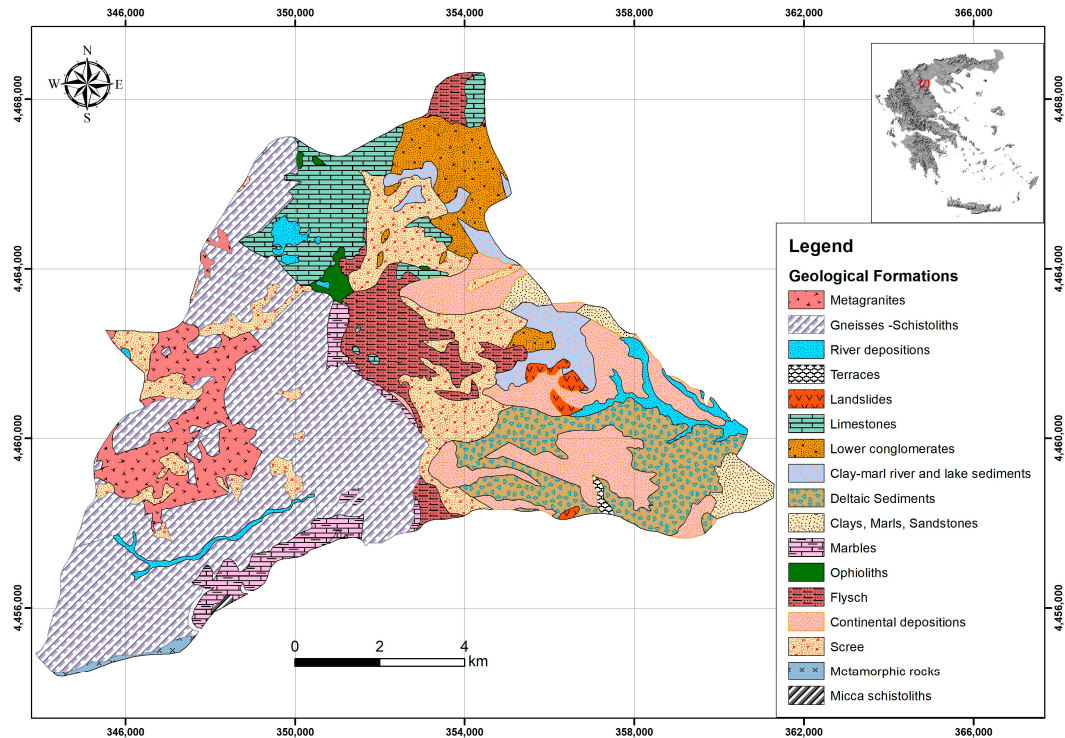 346,000 350,000 354,000 358,000 362,000 366,000
N
W E
S
4,468,000 4,468,000
4,464,000 4,464,000
4,460,000 4,460,000
4,456,000 4,456,000
Legend
Geological Formations
Metagranites
Gneisses -Schistoliths
River depositions
Terraces
Landslides
Limestones
Lower conglomerates
Clay-marl river and lake sediments
Deltaic Sediments
Clays, Marls, Sandstones
Marbles
Ophioliths
Flysch
Continental depositions
Scree
Metamorphic rocks
Micca schistoliths
0 2 4
km
346,000 350,000 354,000 358,000 362,000 366,000